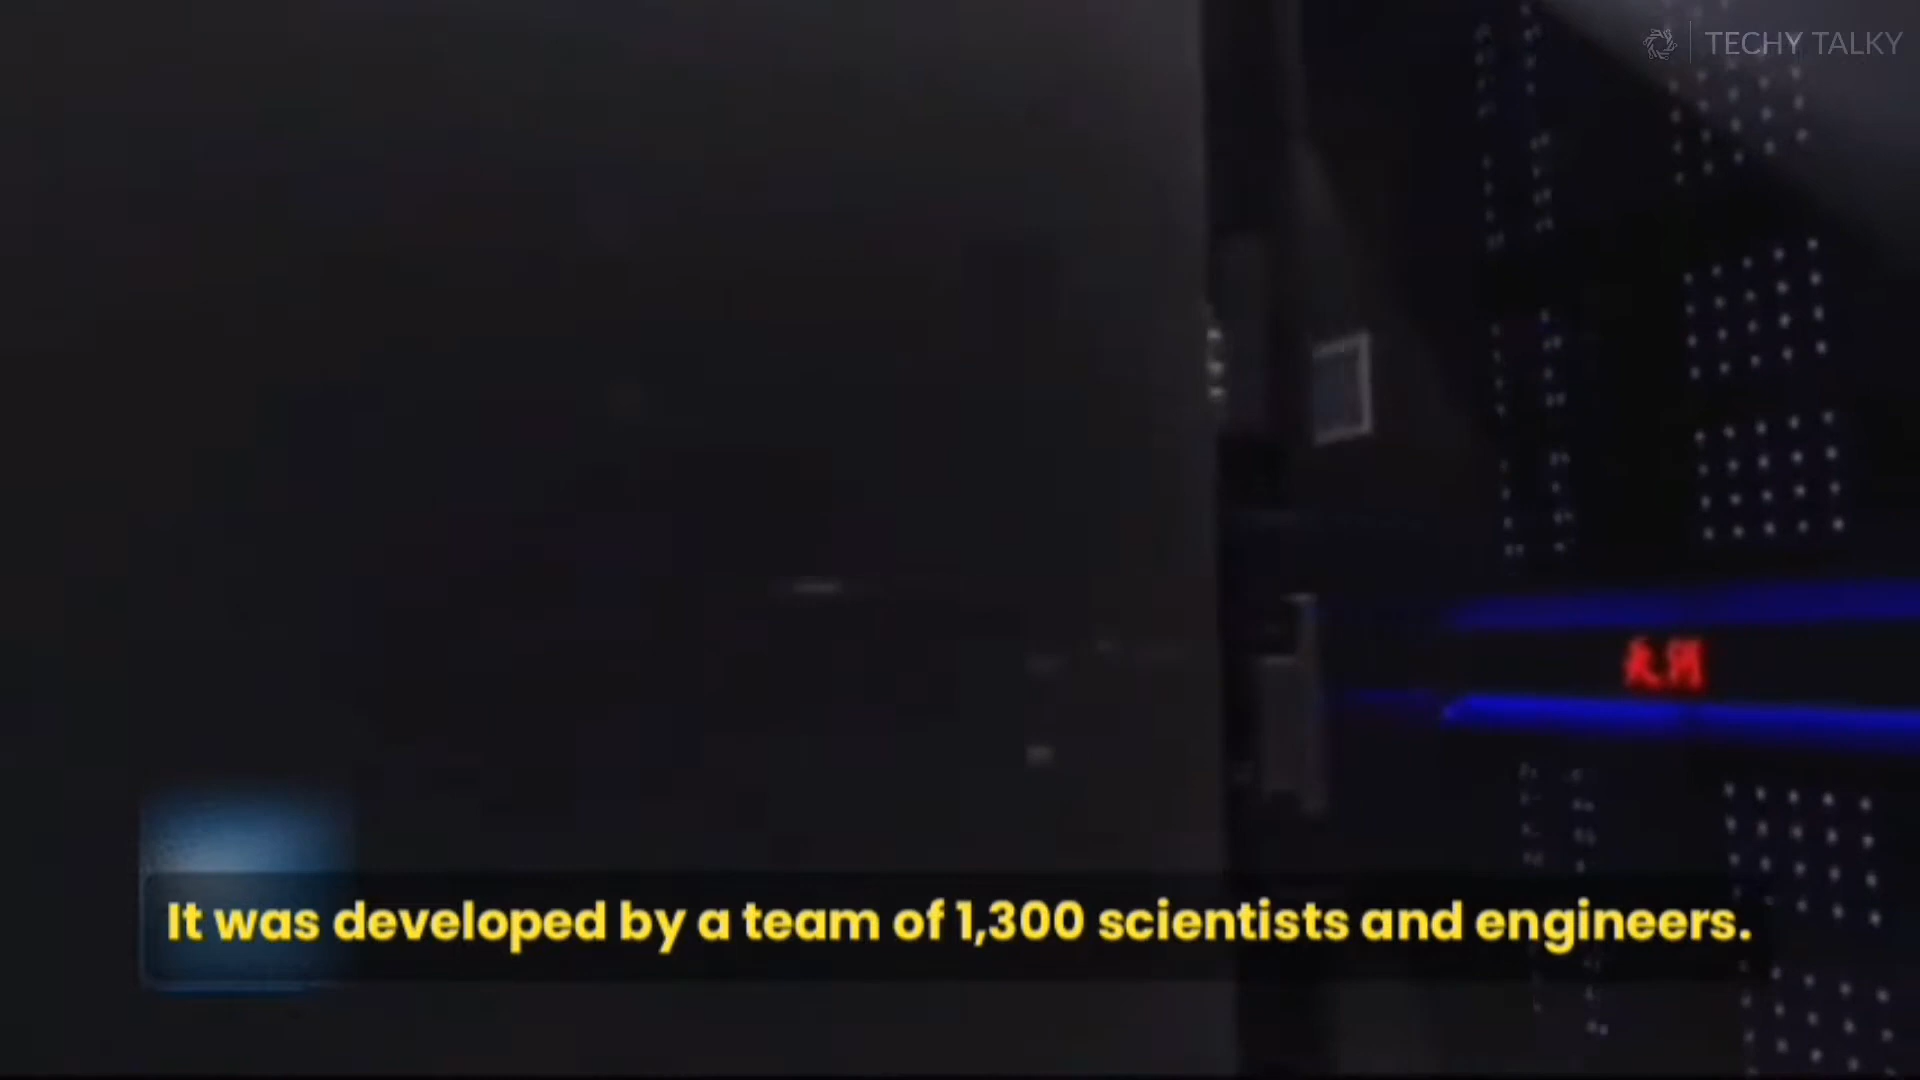 TECHY TALKY
It was developed by a team of 1,300 scientists and engineers.